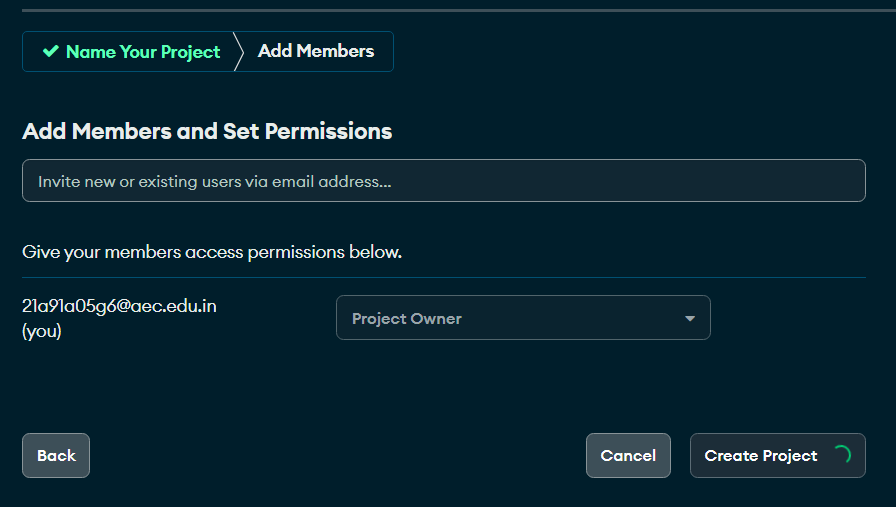 Name Your Project
Add Members
Add Members and Set Permissions
Invite new or existing users via email address...
Give your members access permissions below.
21a91a05g6@aec.edu.in
(you)
Project Owner
Back
Cancel
Create Project